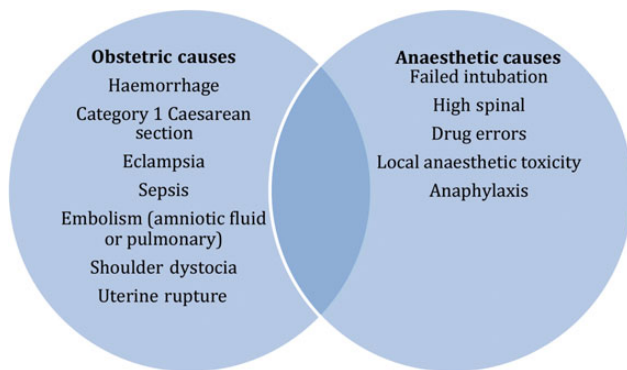 Obstetric causes
Haemorrhage
Category 1 Caesarean
section
Eclampsia
Sepsis
Embolism (amniotic fluid
or pulmonary)
Shoulder dystocia
Uterine rupture
Anaesthetic causes
Failed intubation
High spinal
Drug errors
Local anaesthetic toxicity
Anaphylaxis